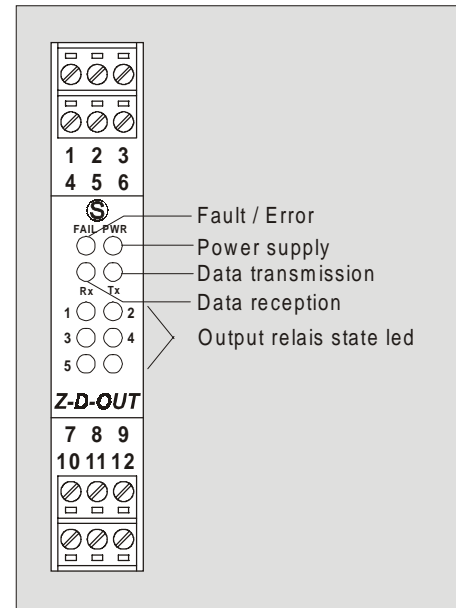 1 2 3
4 5 6
S
FAIL PWR
Fault / Error
Power supply
Data transmission
Rx Tx
Data reception
1 2
3 4
Output relais state led
5
Z-D-OUT
7 8 9
10 11 12